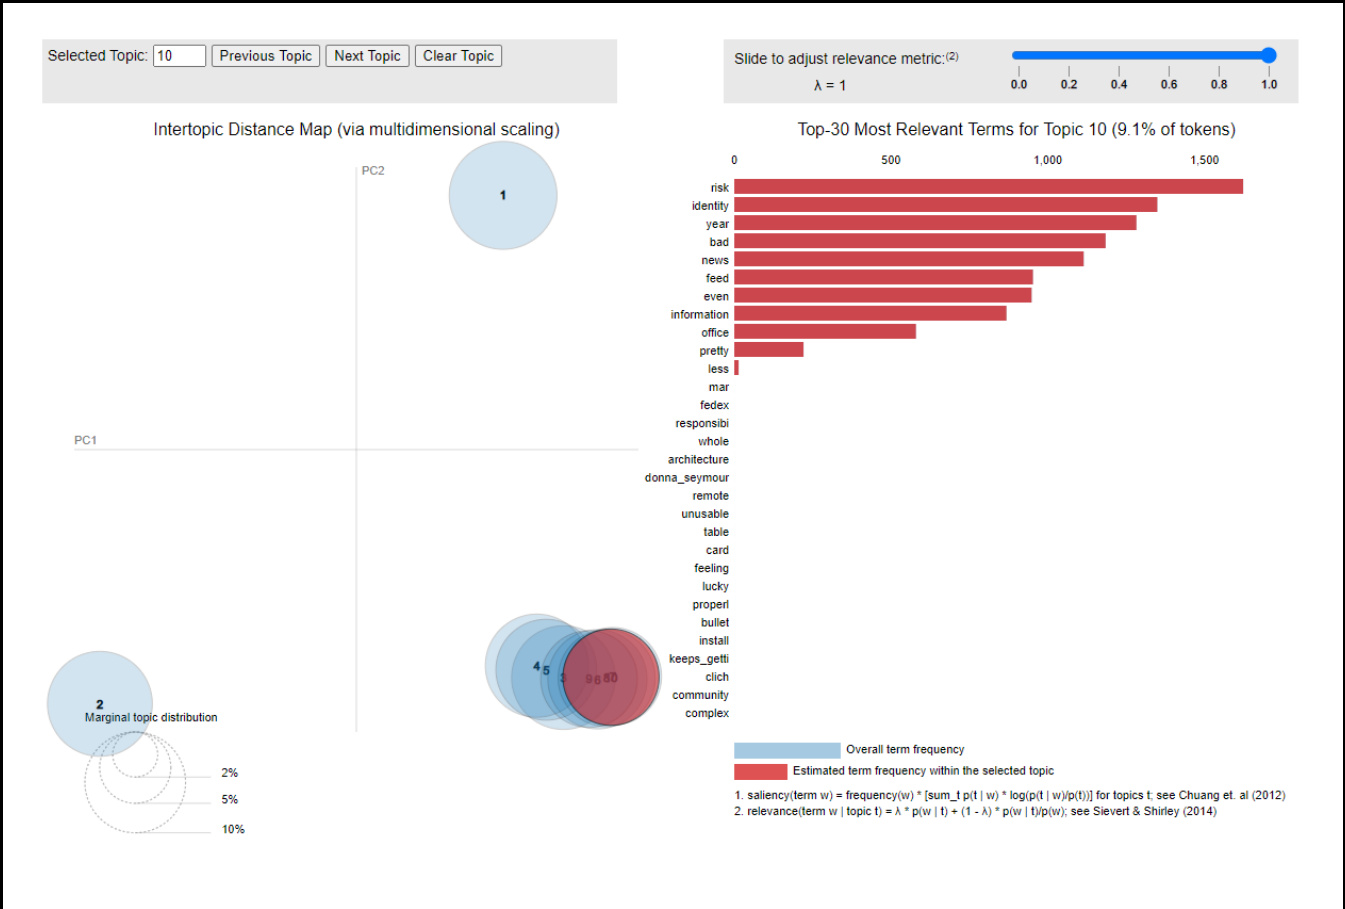 Selected Topic: 10 Previous Topic Next Topic Clear Topic
Slide to adjust relevance metric:(2)
λ = 1
0.0 0.2 0.4 0.6 0.8 1.0
Intertopic Distance Map (via multidimensional scaling)
PC2
PC1
1
2
4
5
3
9
6
Marginal topic distribution
2%
5%
10%
Top-30 Most Relevant Terms for Topic 10 (9.1% of tokens)
0 500 1,000 1,500
risk
identity
year
bad
news
feed
even
information
office
pretty
less
mar
fedex
responsibi
whole
architecture
donna_seymour
remote
unusable
table
card
feeling
lucky
properl
bullet
install
keeps_getti
clich
community
complex
Overall term frequency
Estimated term frequency within the selected topic
1. saliency(term w) = frequency(w) * [sum_t p(t | w) * log(p(t | w)/p(t))] for topics t; see Chuang et. al (2012)
2. relevance(term w | topic t) = λ * p(w | t) + (1 - λ) * p(w | t)/p(w); see Sievert & Shirley (2014)